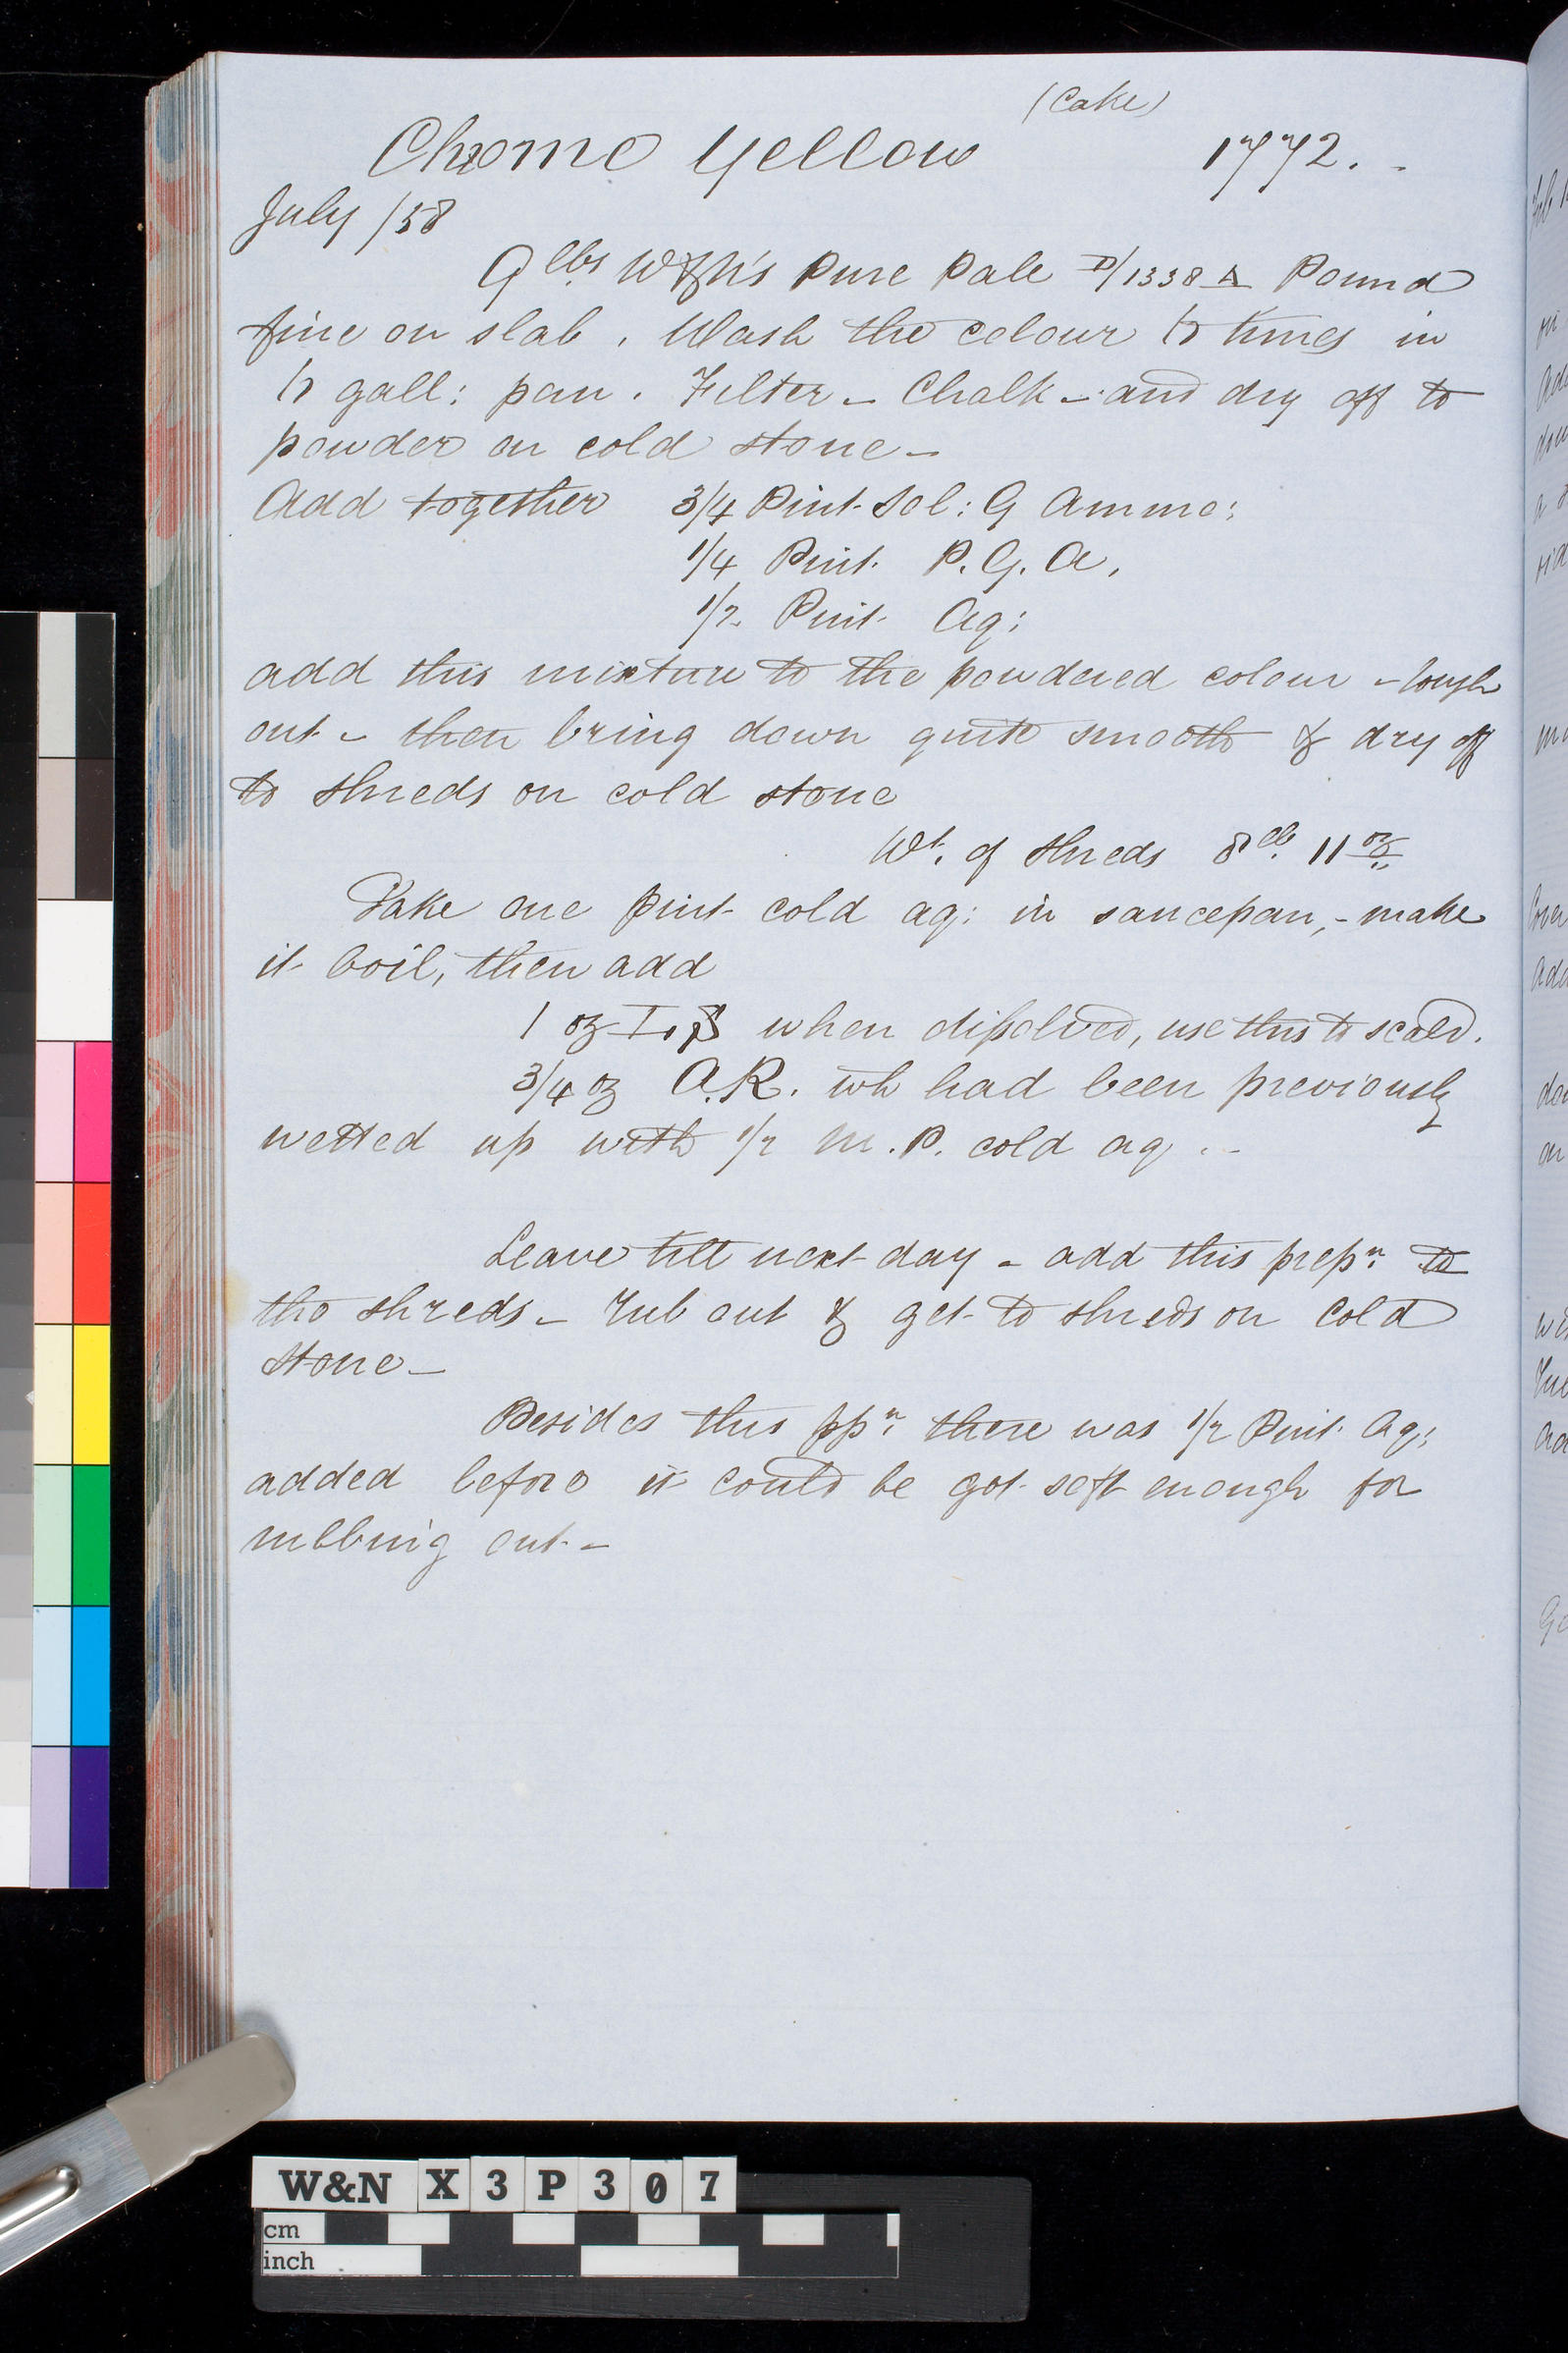 (Cake)
Chrome Yellow 1772.
July /58
9 lbs W&N's Pure Pale D/1338 A Pound
fine on slab. Wash the colour 6 times in
6 gall: pan. Filter – Chalk – and dry off to
powder on cold stone –
Add together 3/4 Pint Sol: G Ammo:
1/4 Pint P. G. A.
1/2 Pint Aq:
add this mixture to the powdered colour – tough
out – then bring down quite smooth & dry off
to shreds on cold stone
Wt. of shreds 8 lb. 11 oz
Take one pint cold aq: in saucepan, – make
it boil, then add
1 oz when dissolved, use this to scald.
3/4 oz A.R. wh had been previously
wetted up with 1/2 M.P. cold aq..
Leave till next day – add this prepn: to
the shreds – rub out & get to shreds on cold
stone –
Besides this ppn: there was 1/2 Pint Aq:
added before it could be got soft enough for
rubbing out –
W&N X3P307
cm
inch